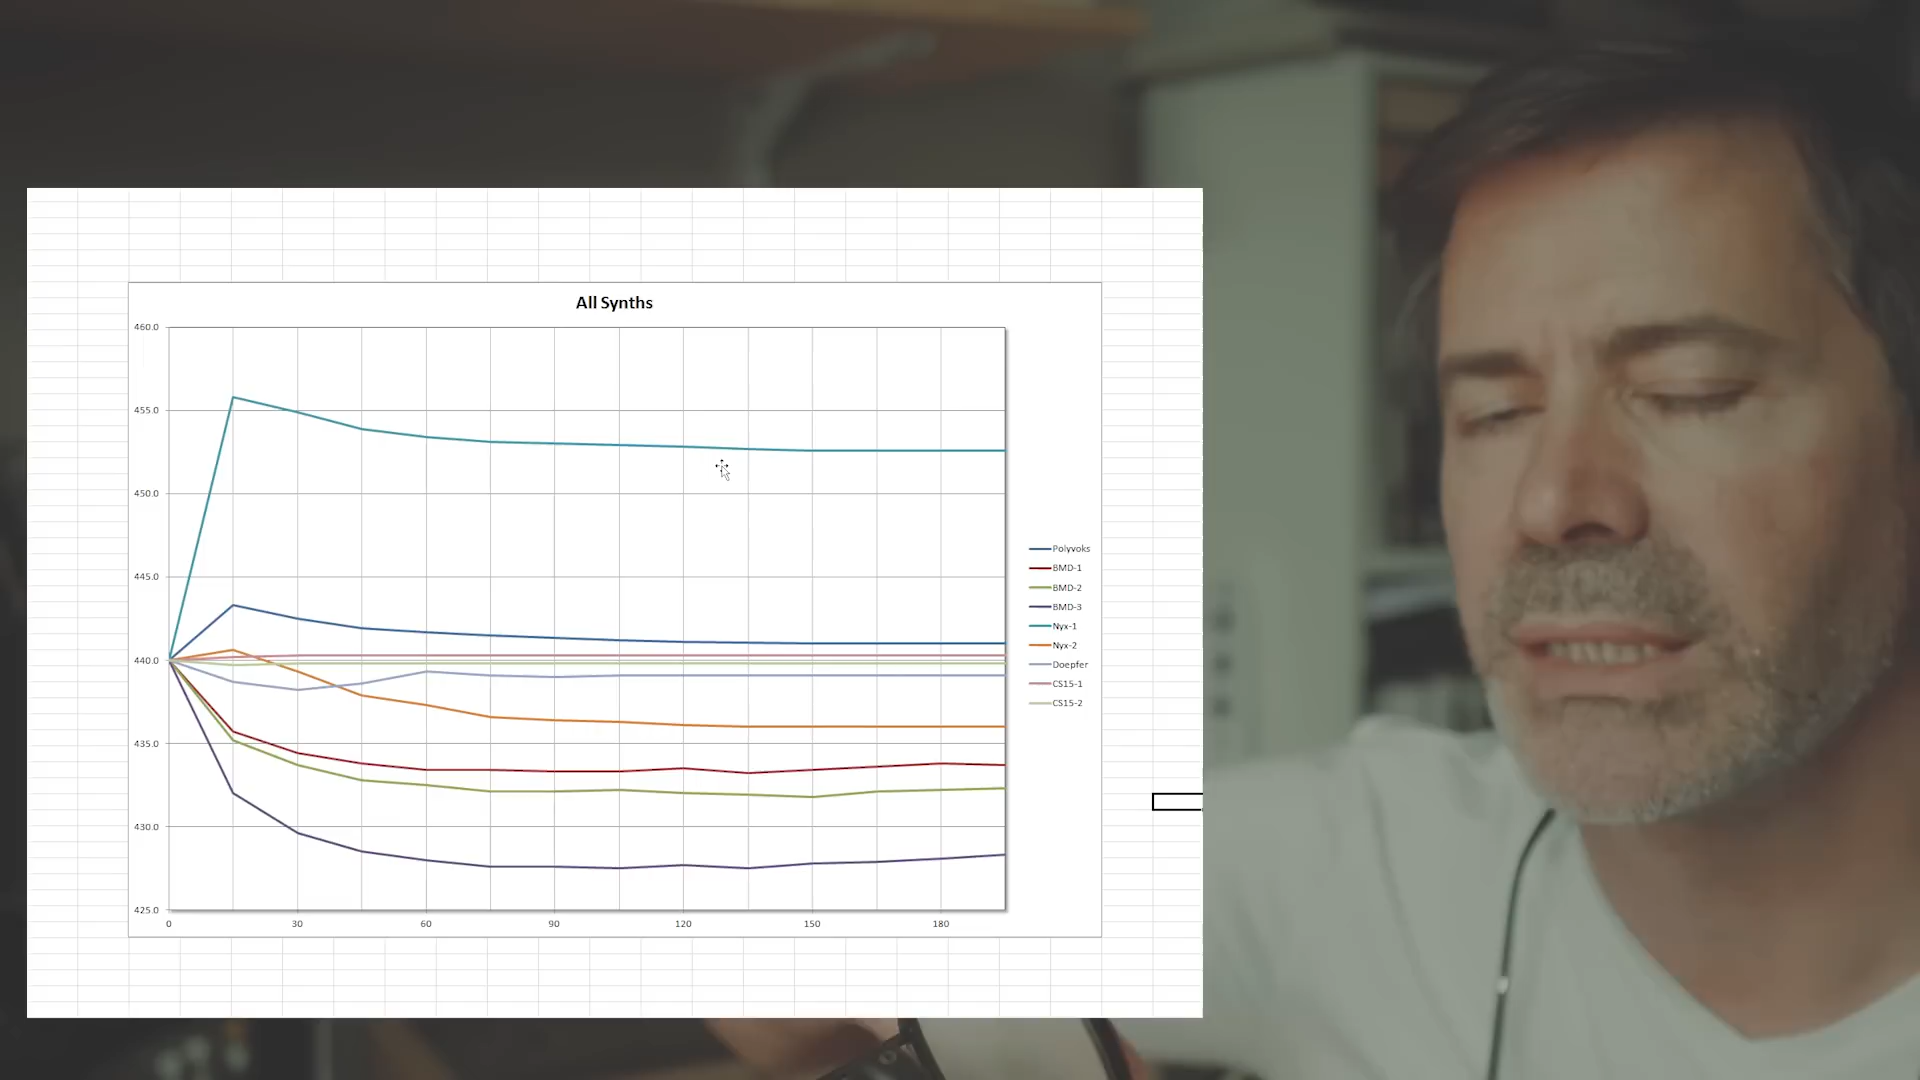 All Synths
460.0
455.0
450.0
445.0
440.0
435.0
430.0
425.0
0 30 60 90 120 150 180
Polyvoks
BMD-1
BMD-2
BMD-3
Nyx-1
Nyx-2
Doepfer
CS15-1
CS15-2